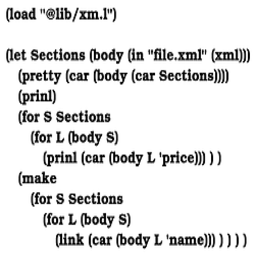 (load "@lib/xm.l")
(let Sections (body (in "file.xml" (xml)))
(pretty (car (body (car Sections))))
(prinl)
(for S Sections
(for L (body S)
(prinl (car (body L 'price))) ) )
(make
(for S Sections
(for L (body S)
(link (car (body L 'name))) ) ) ) )